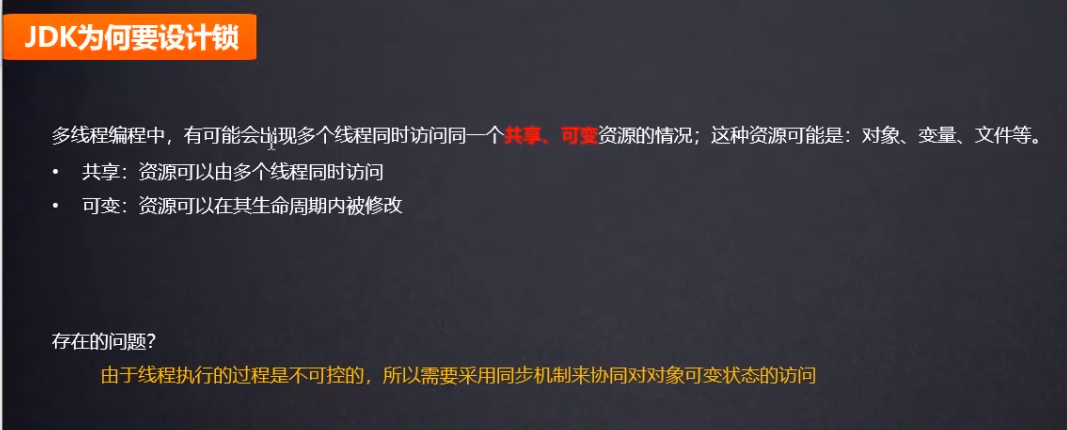 JDK为何要设计锁
多线程编程中，有可能会出现多个线程同时访问同一个共享、可变资源的情况；这种资源可能是：对象、变量、文件等。
• 共享：资源可以由多个线程同时访问
• 可变：资源可以在其生命周期内被修改
存在的问题？
由于线程执行的过程是不可控的，所以需要采用同步机制来协同对对象可变状态的访问